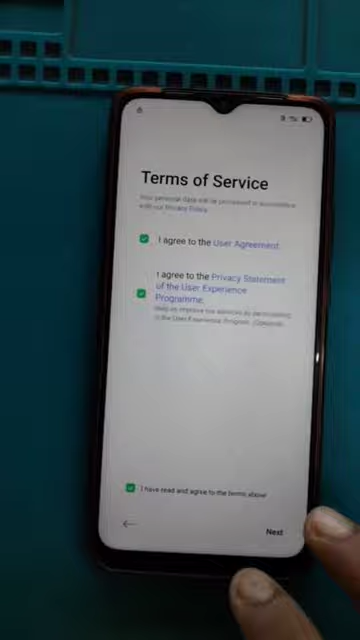 Terms of Service
Your personal data will be processed in accordance
with our Privacy Policy.
I agree to the User Agreement.
I agree to the Privacy Statement
of the User Experience
Programme.
Help us improve our services by participating
in the User Experience Program. (Optional)
I have read and agree to the terms above
Next